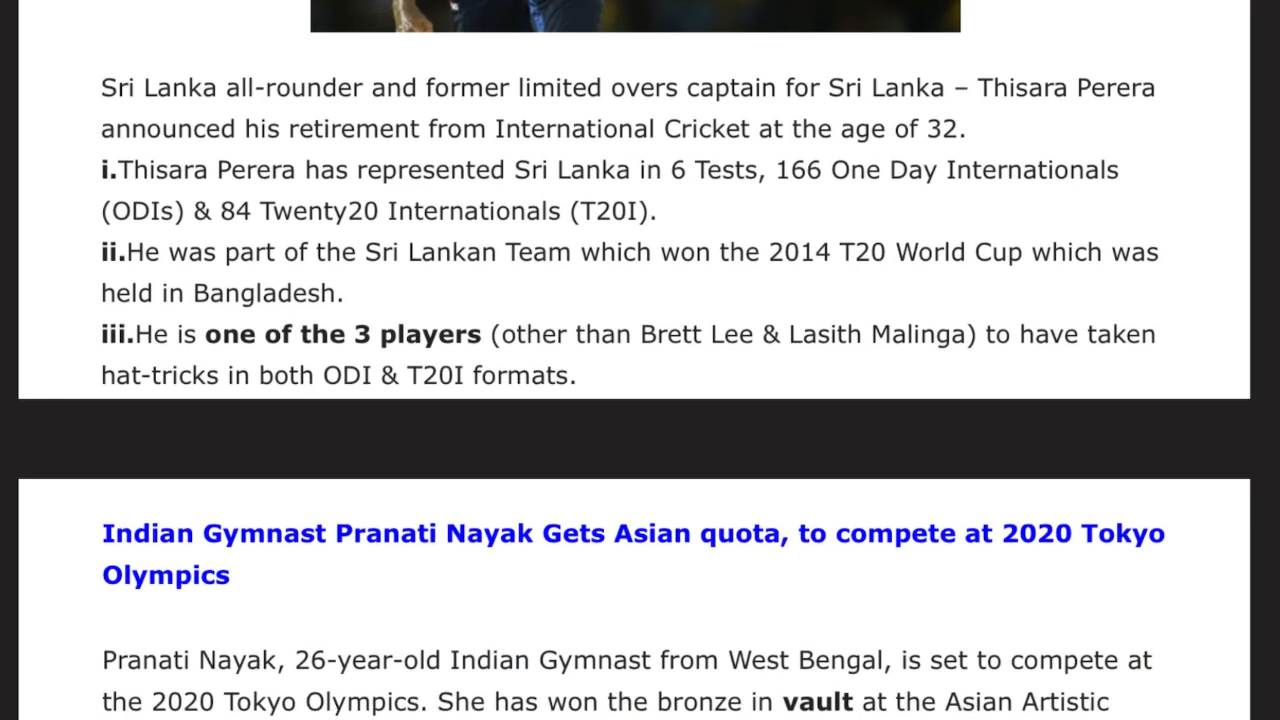 Sri Lanka all-rounder and former limited overs captain for Sri Lanka – Thisara Perera
announced his retirement from International Cricket at the age of 32.
i.Thisara Perera has represented Sri Lanka in 6 Tests, 166 One Day Internationals
(ODIs) & 84 Twenty20 Internationals (T20I).
ii.He was part of the Sri Lankan Team which won the 2014 T20 World Cup which was
held in Bangladesh.
iii.He is one of the 3 players (other than Brett Lee & Lasith Malinga) to have taken
hat-tricks in both ODI & T20I formats.
Indian Gymnast Pranati Nayak Gets Asian quota, to compete at 2020 Tokyo
Olympics
Pranati Nayak, 26-year-old Indian Gymnast from West Bengal, is set to compete at
the 2020 Tokyo Olympics. She has won the bronze in vault at the Asian Artistic